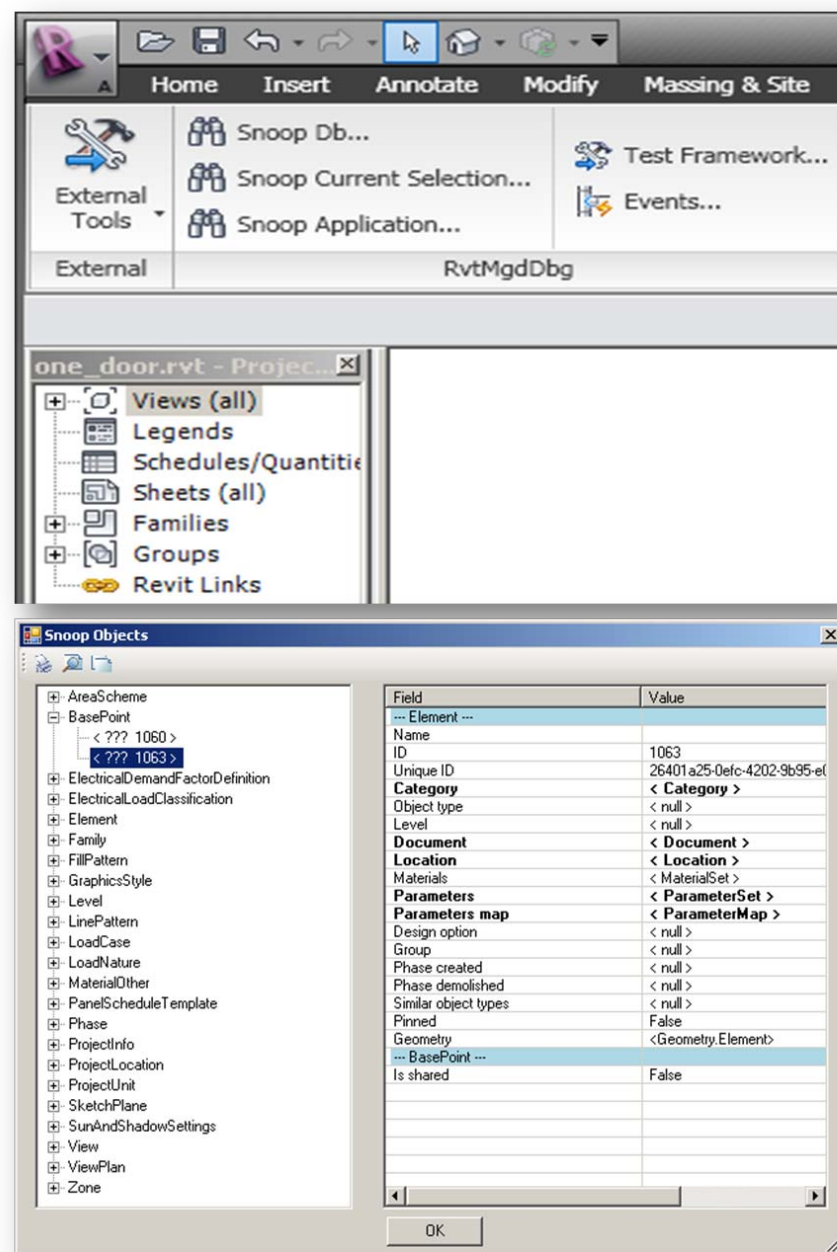 A
Home Insert Annotate Modify Massing & Site
External Tools
Snoop Db...
Snoop Current Selection...
Snoop Application...
Test Framework...
Events...
External
RvtMgdDbg
one_door.rvt - Projec...
Views (all)
Legends
Schedules/Quantitie
Sheets (all)
Families
Groups
Revit Links
Snoop Objects
AreaScheme
BasePoint
< ??? 1060 >
< ??? 1063 >
ElectricalDemandFactorDefinition
ElectricalLoadClassification
Element
Family
FillPattern
GraphicsStyle
Level
LinePattern
LoadCase
LoadNature
MaterialOther
PanelScheduleTemplate
Phase
ProjectInfo
ProjectLocation
ProjectUnit
SketchPlane
SunAndShadowSettings
View
ViewPlan
Zone
Field Value
--- Element ---
Name
ID 1063
Unique ID 26401a25-0efc-4202-9b95-e(
Category < Category >
Object type < null >
Level < null >
Document < Document >
Location < Location >
Materials < MaterialSet >
Parameters < ParameterSet >
Parameters map < ParameterMap >
Design option < null >
Group < null >
Phase created < null >
Phase demolished < null >
Similar object types < null >
Pinned False
Geometry <Geometry.Element>
--- BasePoint ---
Is shared False
OK